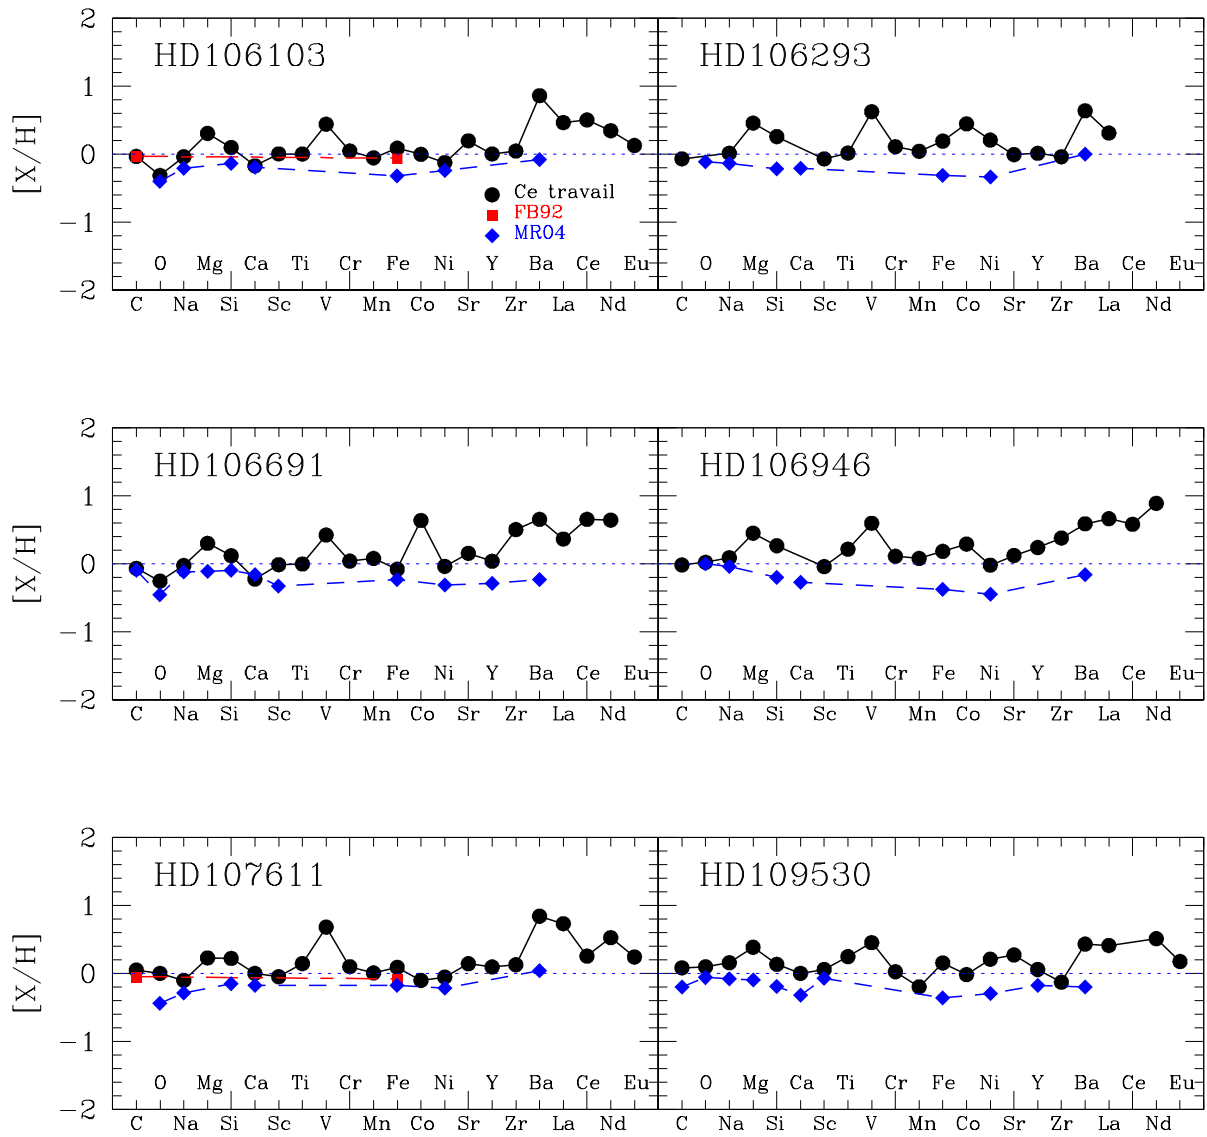 2
1
0
−1
−2
[X/H]
HD106103
Ce travail
FB92
MR04
O Mg Ca Ti Cr Fe Ni Y Ba Ce Eu
C Na Si Sc V Mn Co Sr Zr La Nd
HD106293
O Mg Ca Ti Cr Fe Ni Y Ba Ce Eu
C Na Si Sc V Mn Co Sr Zr La Nd
2
1
0
−1
−2
[X/H]
HD106691
O Mg Ca Ti Cr Fe Ni Y Ba Ce Eu
C Na Si Sc V Mn Co Sr Zr La Nd
HD106946
O Mg Ca Ti Cr Fe Ni Y Ba Ce Eu
C Na Si Sc V Mn Co Sr Zr La Nd
2
1
0
−1
−2
[X/H]
HD107611
O Mg Ca Ti Cr Fe Ni Y Ba Ce Eu
C Na Si Sc V Mn Co Sr Zr La Nd
HD109530
O Mg Ca Ti Cr Fe Ni Y Ba Ce Eu
C Na Si Sc V Mn Co Sr Zr La Nd